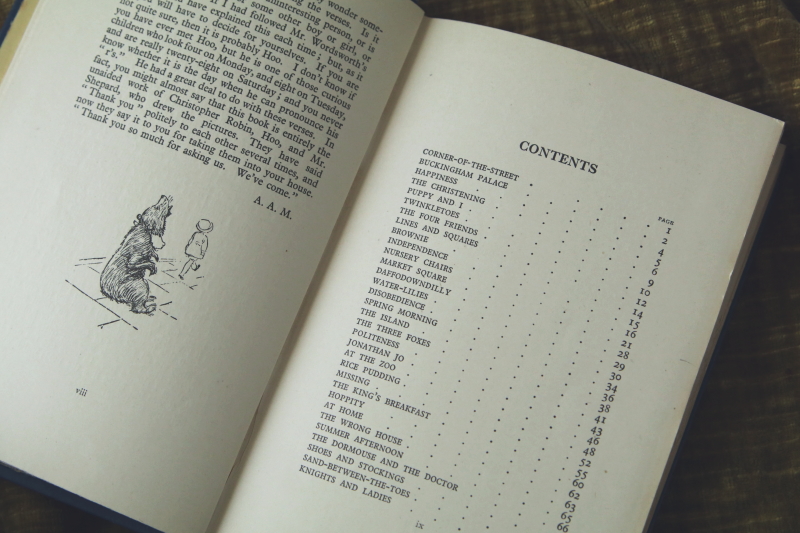 wonder some-
ing the verses. Is it
uninteresting person, or is
some other boy or girl, or
If I had followed Mr. Wordsworth's
have explained this each time; but, as it
will have to decide for yourselves. If you are
not quite sure, then it is probably Hoo. I don't know if
you have ever met Hoo, but he is one of those curious
children who look four on Monday, and eight on Tuesday,
and are really twenty-eight on Saturday; and you never
know whether it is the day when he can pronounce his
"r's." He had a great deal to do with these verses. In
fact, you might almost say that this book is entirely the
unaided work of Christopher Robin, Hoo, and Mr.
Shepard, who drew the pictures. They have said
"Thank you" politely to each other several times, and
now they say it to you for taking them into your house.
"Thank you so much for asking us. We've come."
A. A. M.
viii
CONTENTS
PAGE
CORNER-OF-THE-STREET 1
BUCKINGHAM PALACE 2
HAPPINESS 4
THE CHRISTENING 5
PUPPY AND I 6
TWINKLETOES 9
THE FOUR FRIENDS 10
LINES AND SQUARES 12
BROWNIE 14
INDEPENDENCE 15
NURSERY CHAIRS 16
MARKET SQUARE 21
DAFFODOWNDILLY 28
WATER-LILIES 29
DISOBEDIENCE 30
SPRING MORNING 34
THE ISLAND 36
THE THREE FOXES 38
POLITENESS 41
JONATHAN JO 43
AT THE ZOO 46
RICE PUDDING 48
MISSING 52
THE KING'S BREAKFAST 55
HOPPITY 60
AT HOME 62
THE WRONG HOUSE 63
SUMMER AFTERNOON 65
THE DORMOUSE AND THE DOCTOR 66
SHOES AND STOCKINGS
SAND-BETWEEN-THE-TOES
KNIGHTS AND LADIES
ix